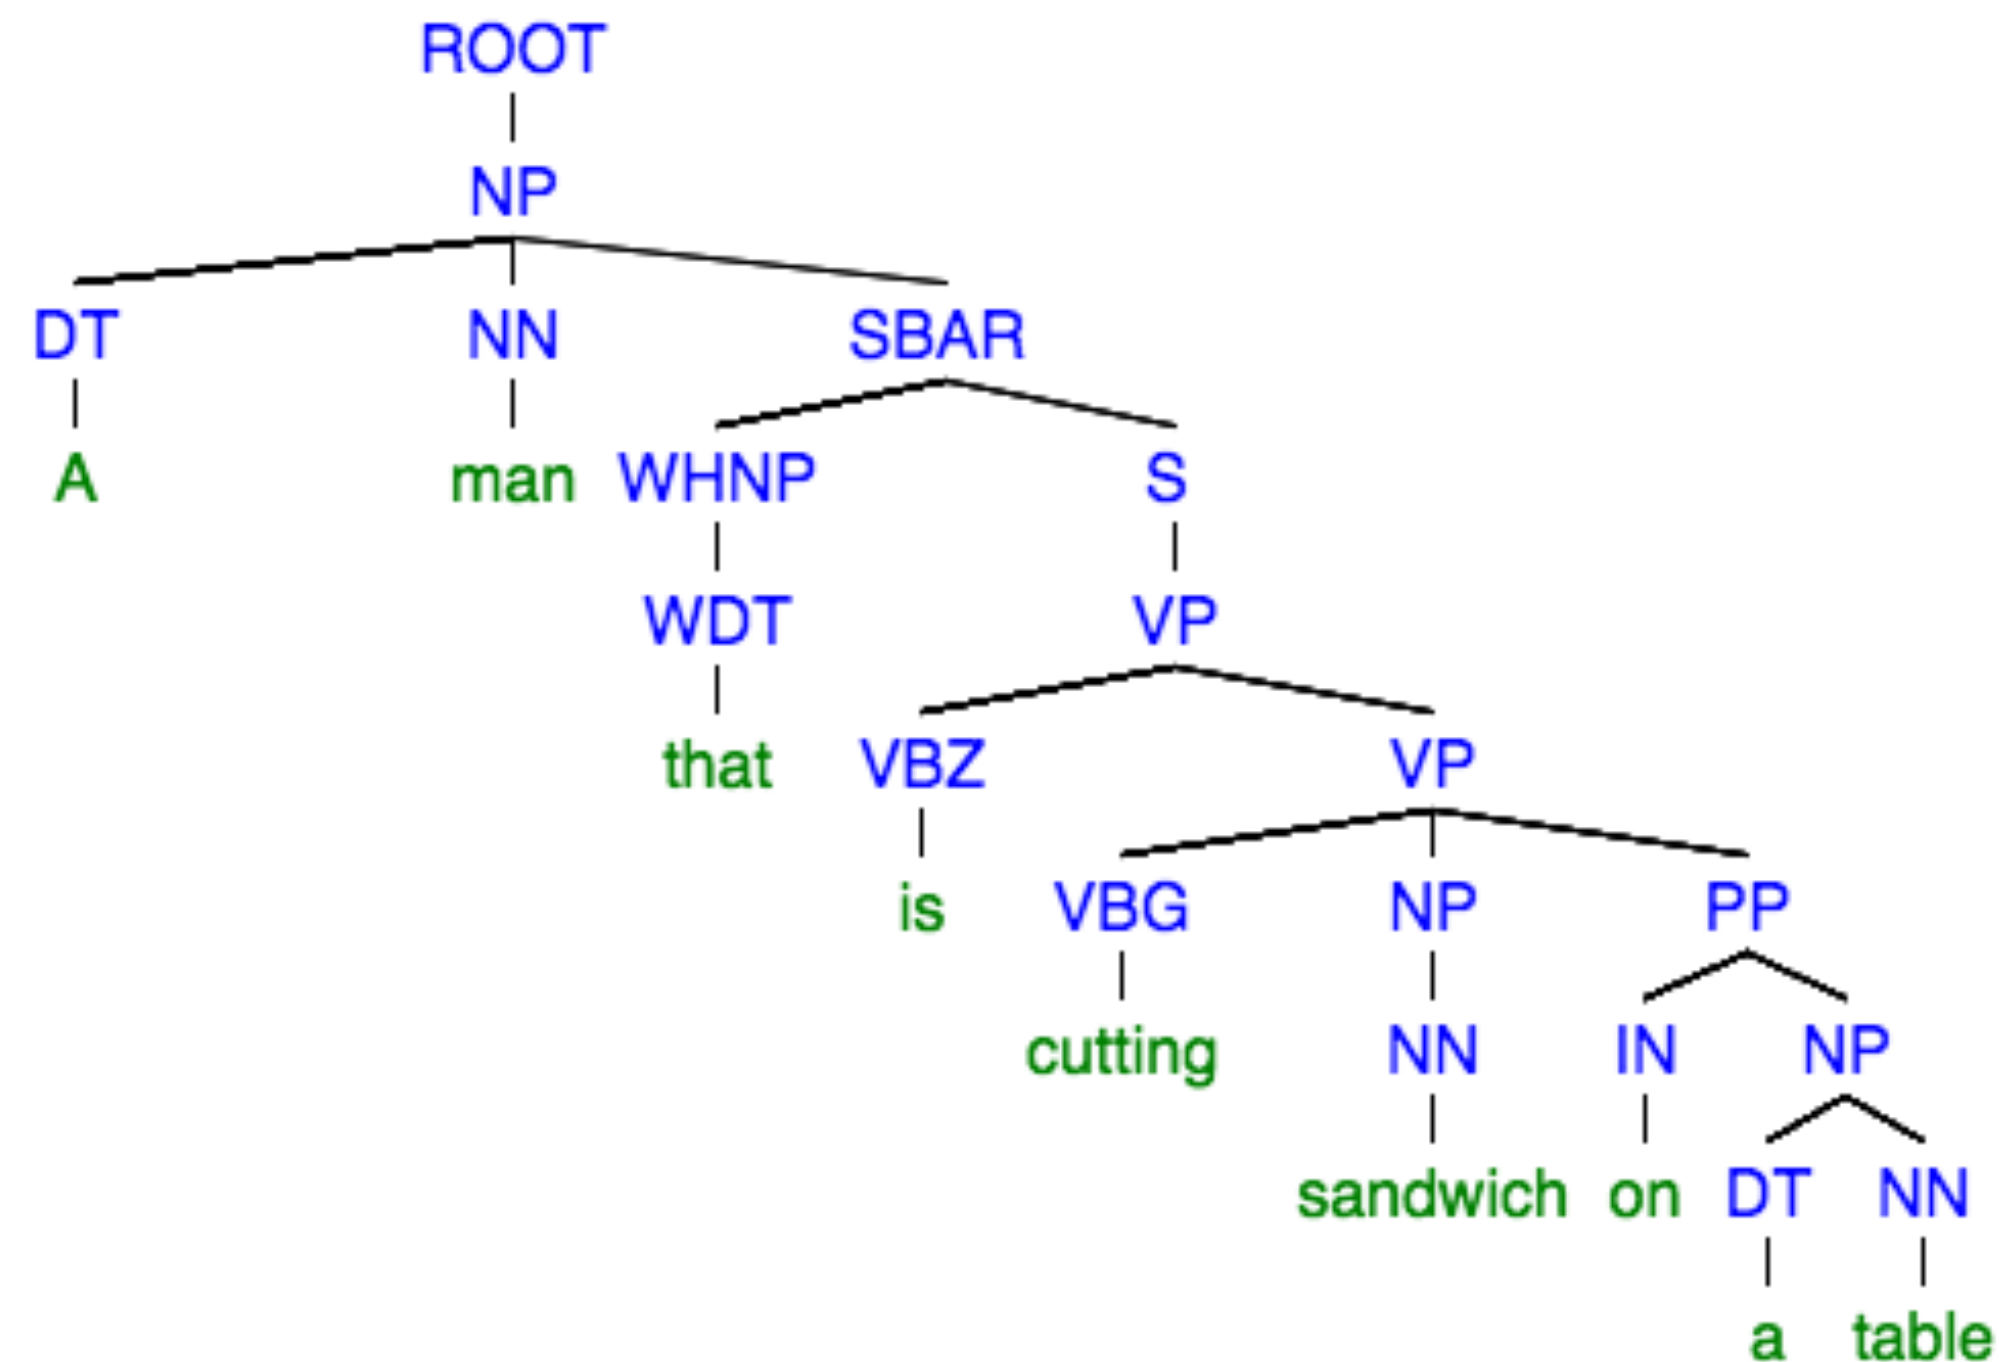 ROOT
NP
DT NN SBAR
A man WHNP S
WDT VP
that VBZ VP
is VBG NP PP
cutting NN IN NP
sandwich on DT NN
a table